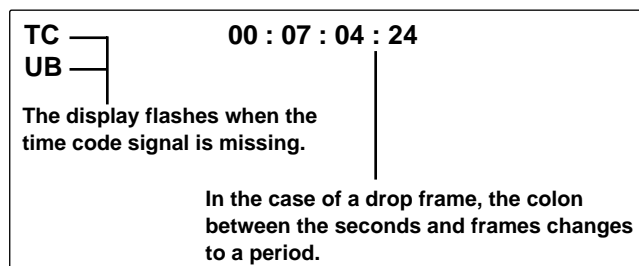 TC 00 : 07 : 04 : 24
UB
The display flashes when the
time code signal is missing.
In the case of a drop frame, the colon
between the seconds and frames changes
to a period.